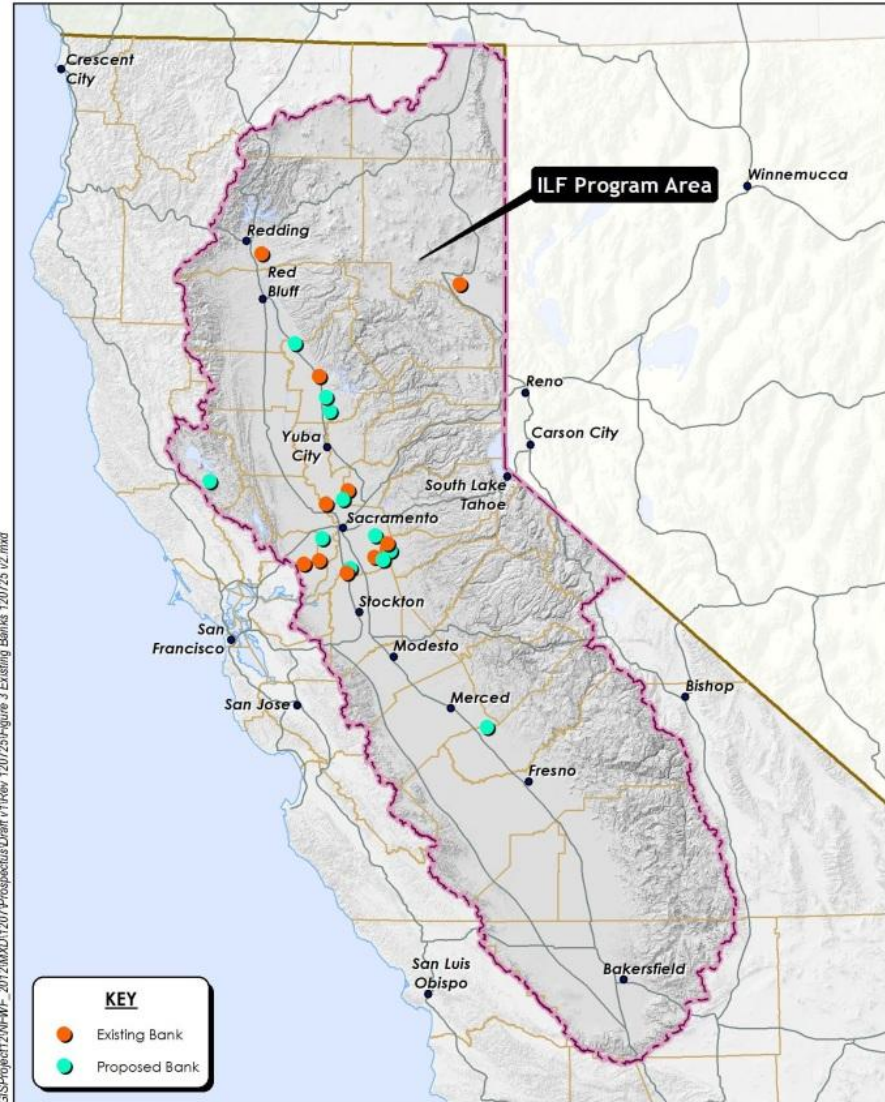 Crescent
City
ILF Program Area
Winnemucca
Redding
Red
Bluff
Reno
Carson City
Yuba
City
South Lake
Tahoe
Sacramento
Stockton
San
Francisco
Modesto
San Jose
Merced
Bishop
Fresno
San Luis
Obispo
Bakersfield
KEY
Existing Bank
Proposed Bank